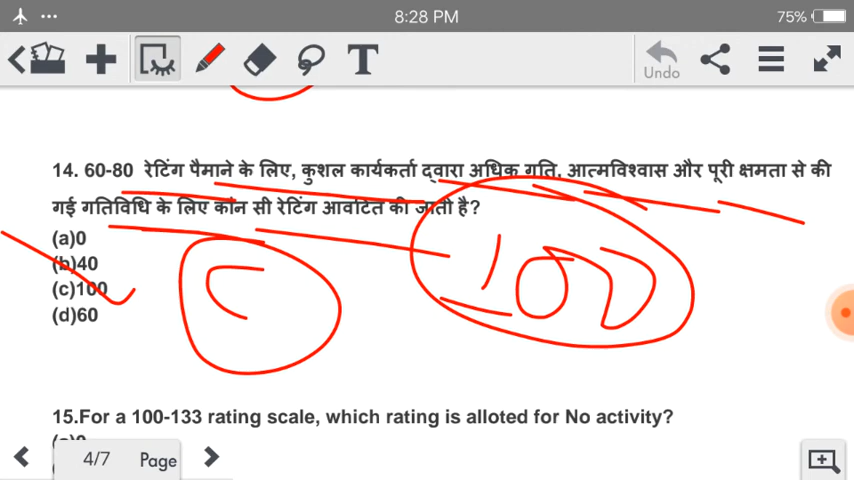 8:28 PM
75%
T
Undo
14. 60-80 रेटिंग पैमाने के लिए, कुशल कार्यकर्ता द्वारा अधिक गति, आत्मविश्वास और पूरी क्षमता से की
गई गतिविधि के लिए कौन सी रेटिंग आवंटित की जाती है?
(a)0
(b)40
(c)100
(d)60
C
100
15.For a 100-133 rating scale, which rating is alloted for No activity?
(a)0
4/7 Page